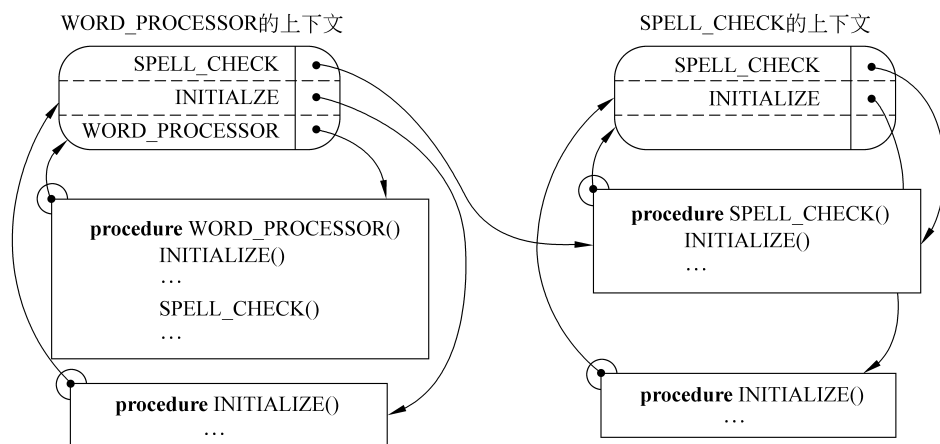 WORD_PROCESSOR的上下文
SPELL_CHECK
INITIALZE
WORD_PROCESSOR
procedure WORD_PROCESSOR()
INITIALIZE()
…
SPELL_CHECK()
…
procedure INITIALIZE()
…
SPELL_CHECK的上下文
SPELL_CHECK
INITIALIZE
procedure SPELL_CHECK()
INITIALIZE()
…
procedure INITIALIZE()
…